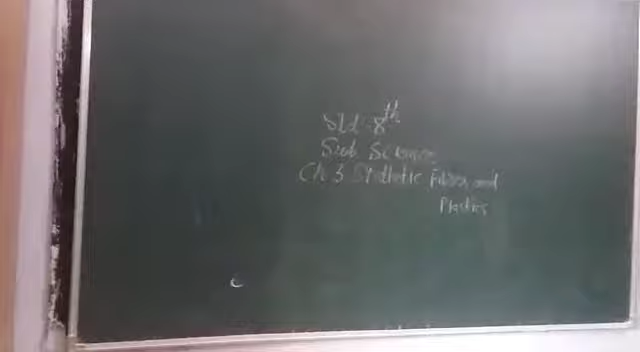 Std-8th
Sub Science
Ch 3 Synthetic Fibres and
Plastics